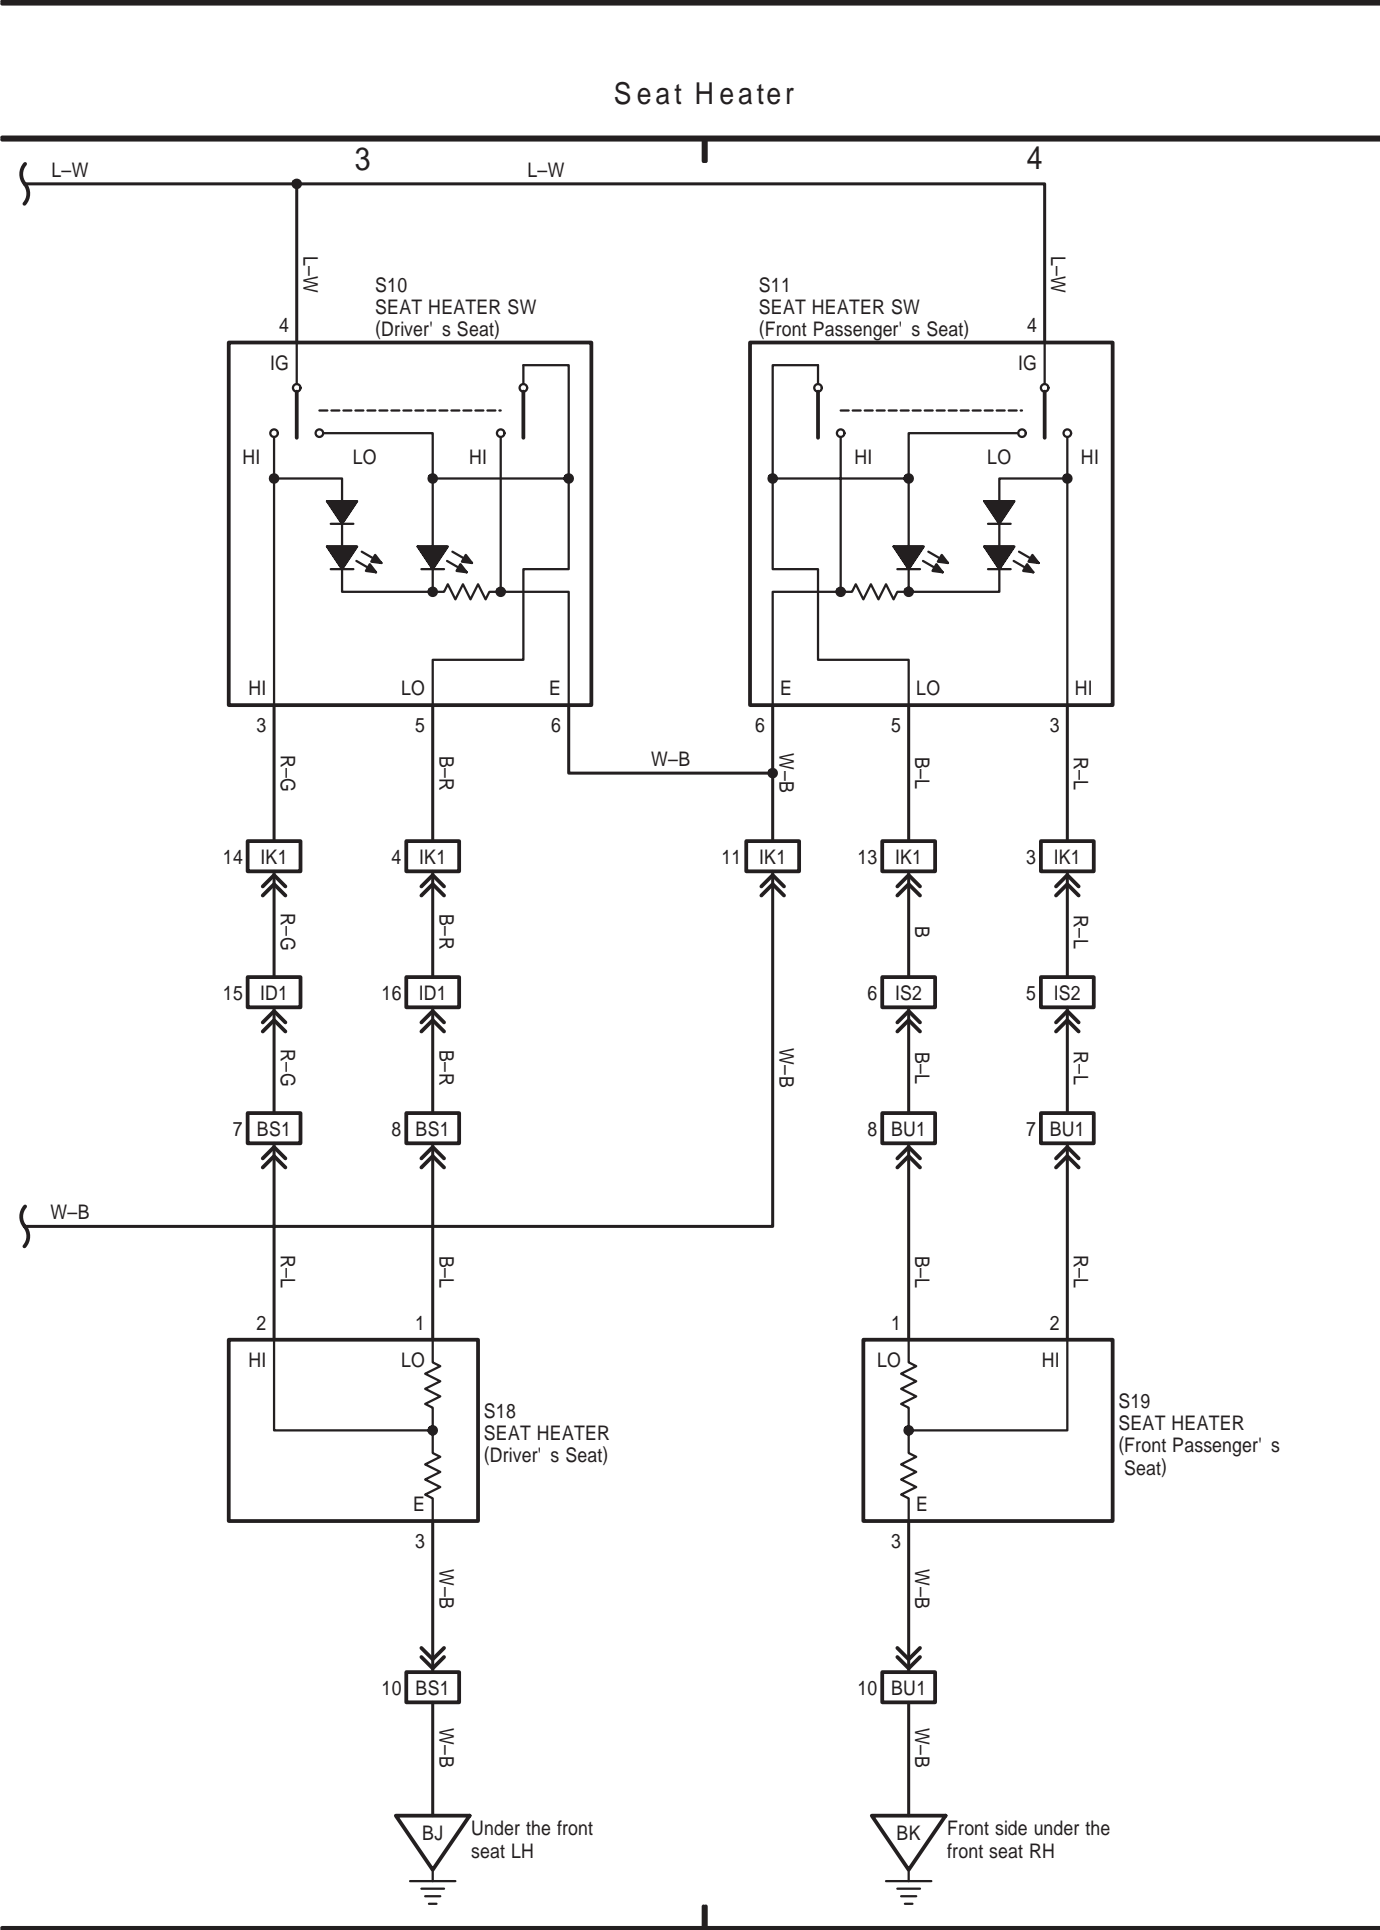 Seat Heater
3
4
L–W
L–W
L–W
L–W
S10
SEAT HEATER SW
(Driver' s Seat)
S11
SEAT HEATER SW
(Front Passenger' s Seat)
4
4
IG
IG
HI
LO
HI
HI
LO
HI
HI
LO
E
E
LO
HI
3
5
6
6
5
3
R–G
B–R
W–B
W–B
B–L
R–L
14 IK1
4 IK1
11 IK1
13 IK1
3 IK1
R–G
B–R
B
R–L
15 ID1
16 ID1
6 IS2
5 IS2
R–G
B–R
W–B
B–L
R–L
7 BS1
8 BS1
8 BU1
7 BU1
W–B
R–L
B–L
B–L
R–L
2
1
1
2
HI
LO
LO
HI
S18
SEAT HEATER
(Driver' s Seat)
S19
SEAT HEATER
(Front Passenger' s
Seat)
E
E
3
3
W–B
W–B
10 BS1
10 BU1
W–B
W–B
BJ
Under the front
seat LH
BK
Front side under the
front seat RH